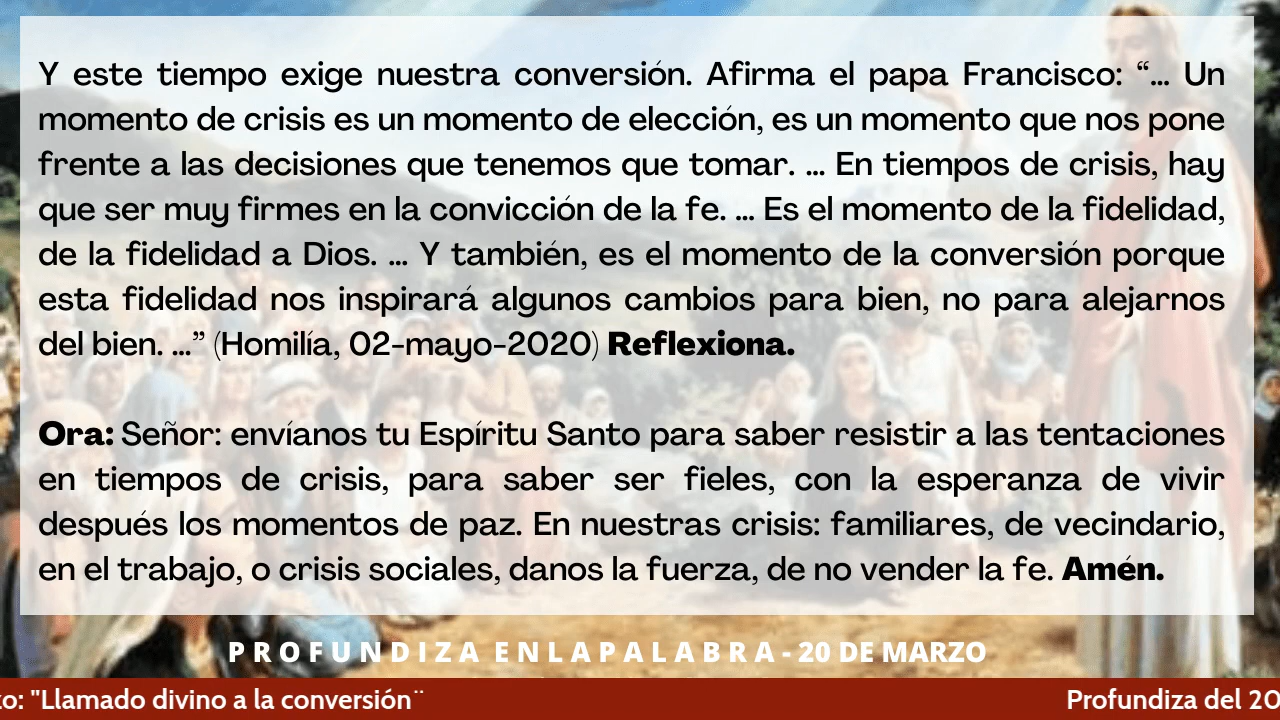 Y este tiempo exige nuestra conversión. Afirma el papa Francisco: “... Un
momento de crisis es un momento de elección, es un momento que nos pone
frente a las decisiones que tenemos que tomar. ... En tiempos de crisis, hay
que ser muy firmes en la convicción de la fe. ... Es el momento de la fidelidad,
de la fidelidad a Dios. ... Y también, es el momento de la conversión porque
esta fidelidad nos inspirará algunos cambios para bien, no para alejarnos
del bien. ...” (Homilía, 02-mayo-2020) Reflexiona.
Ora: Señor: envíanos tu Espíritu Santo para saber resistir a las tentaciones
en tiempos de crisis, para saber ser fieles, con la esperanza de vivir
después los momentos de paz. En nuestras crisis: familiares, de vecindario,
en el trabajo, o crisis sociales, danos la fuerza, de no vender la fe. Amén.
PROFUNDIZA ENLAPALABRA - 20 DE MARZO
to: "Llamado divino a la conversión¨ Profundiza del 20